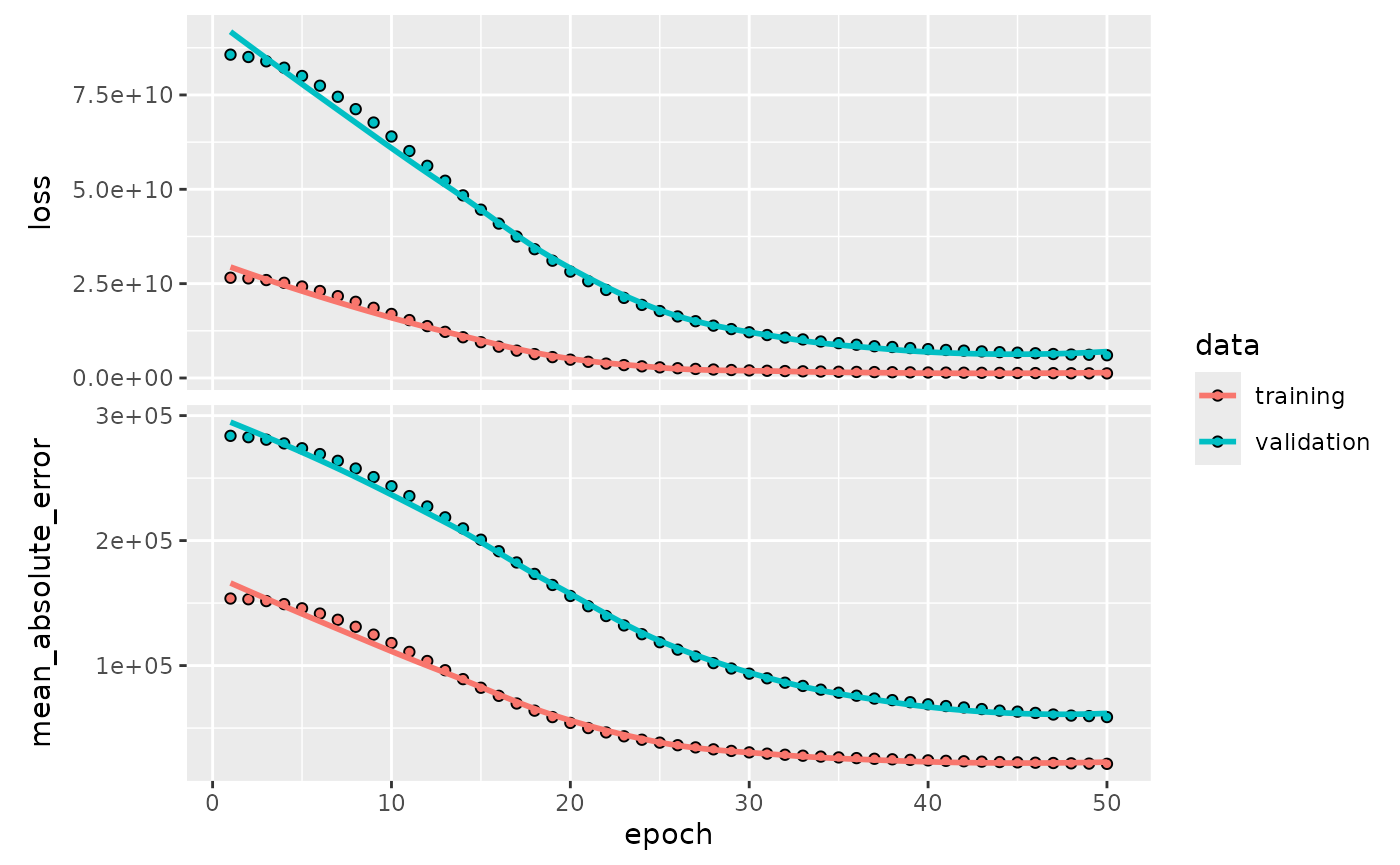 loss
7.5e+10
5.0e+10
2.5e+10
0.0e+00
mean_absolute_error
3e+05
2e+05
1e+05
0 10 20 30 40 50
epoch
data
training
validation